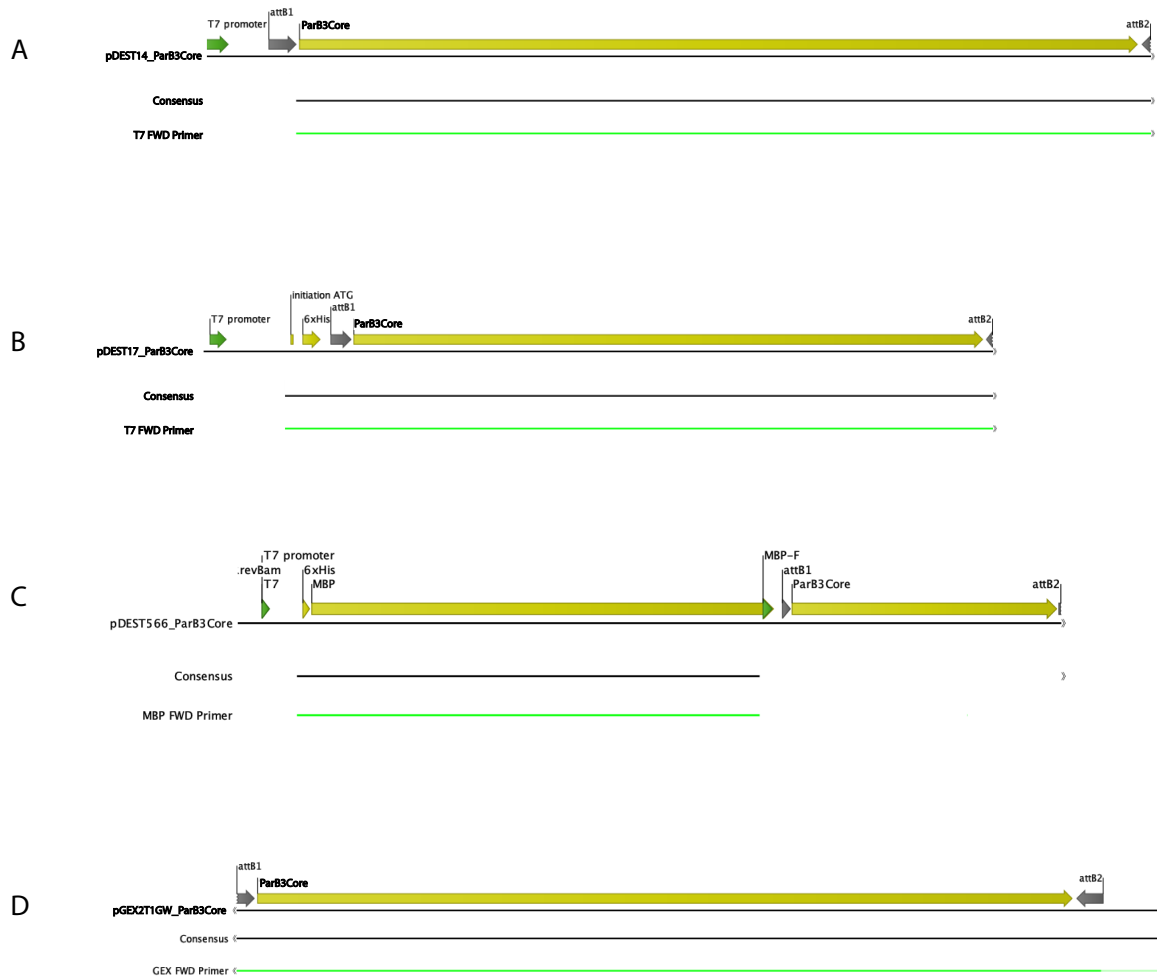 A
T7 promoter
attB1
ParB3Core
attB2
pDEST14_ParB3Core
Consensus
T7 FWD Primer
B
T7 promoter
initiation ATG
6xHis
attB1
ParB3Core
attB2
pDEST17_ParB3Core
Consensus
T7 FWD Primer
C
T7 promoter
.revBam
T7
6xHis
MBP
MBP-F
attB1
ParB3Core
attB2
pDEST566_ParB3Core
Consensus
MBP FWD Primer
D
attB1
ParB3Core
attB2
pGEX2T1GW_ParB3Core
Consensus
GEX FWD Primer